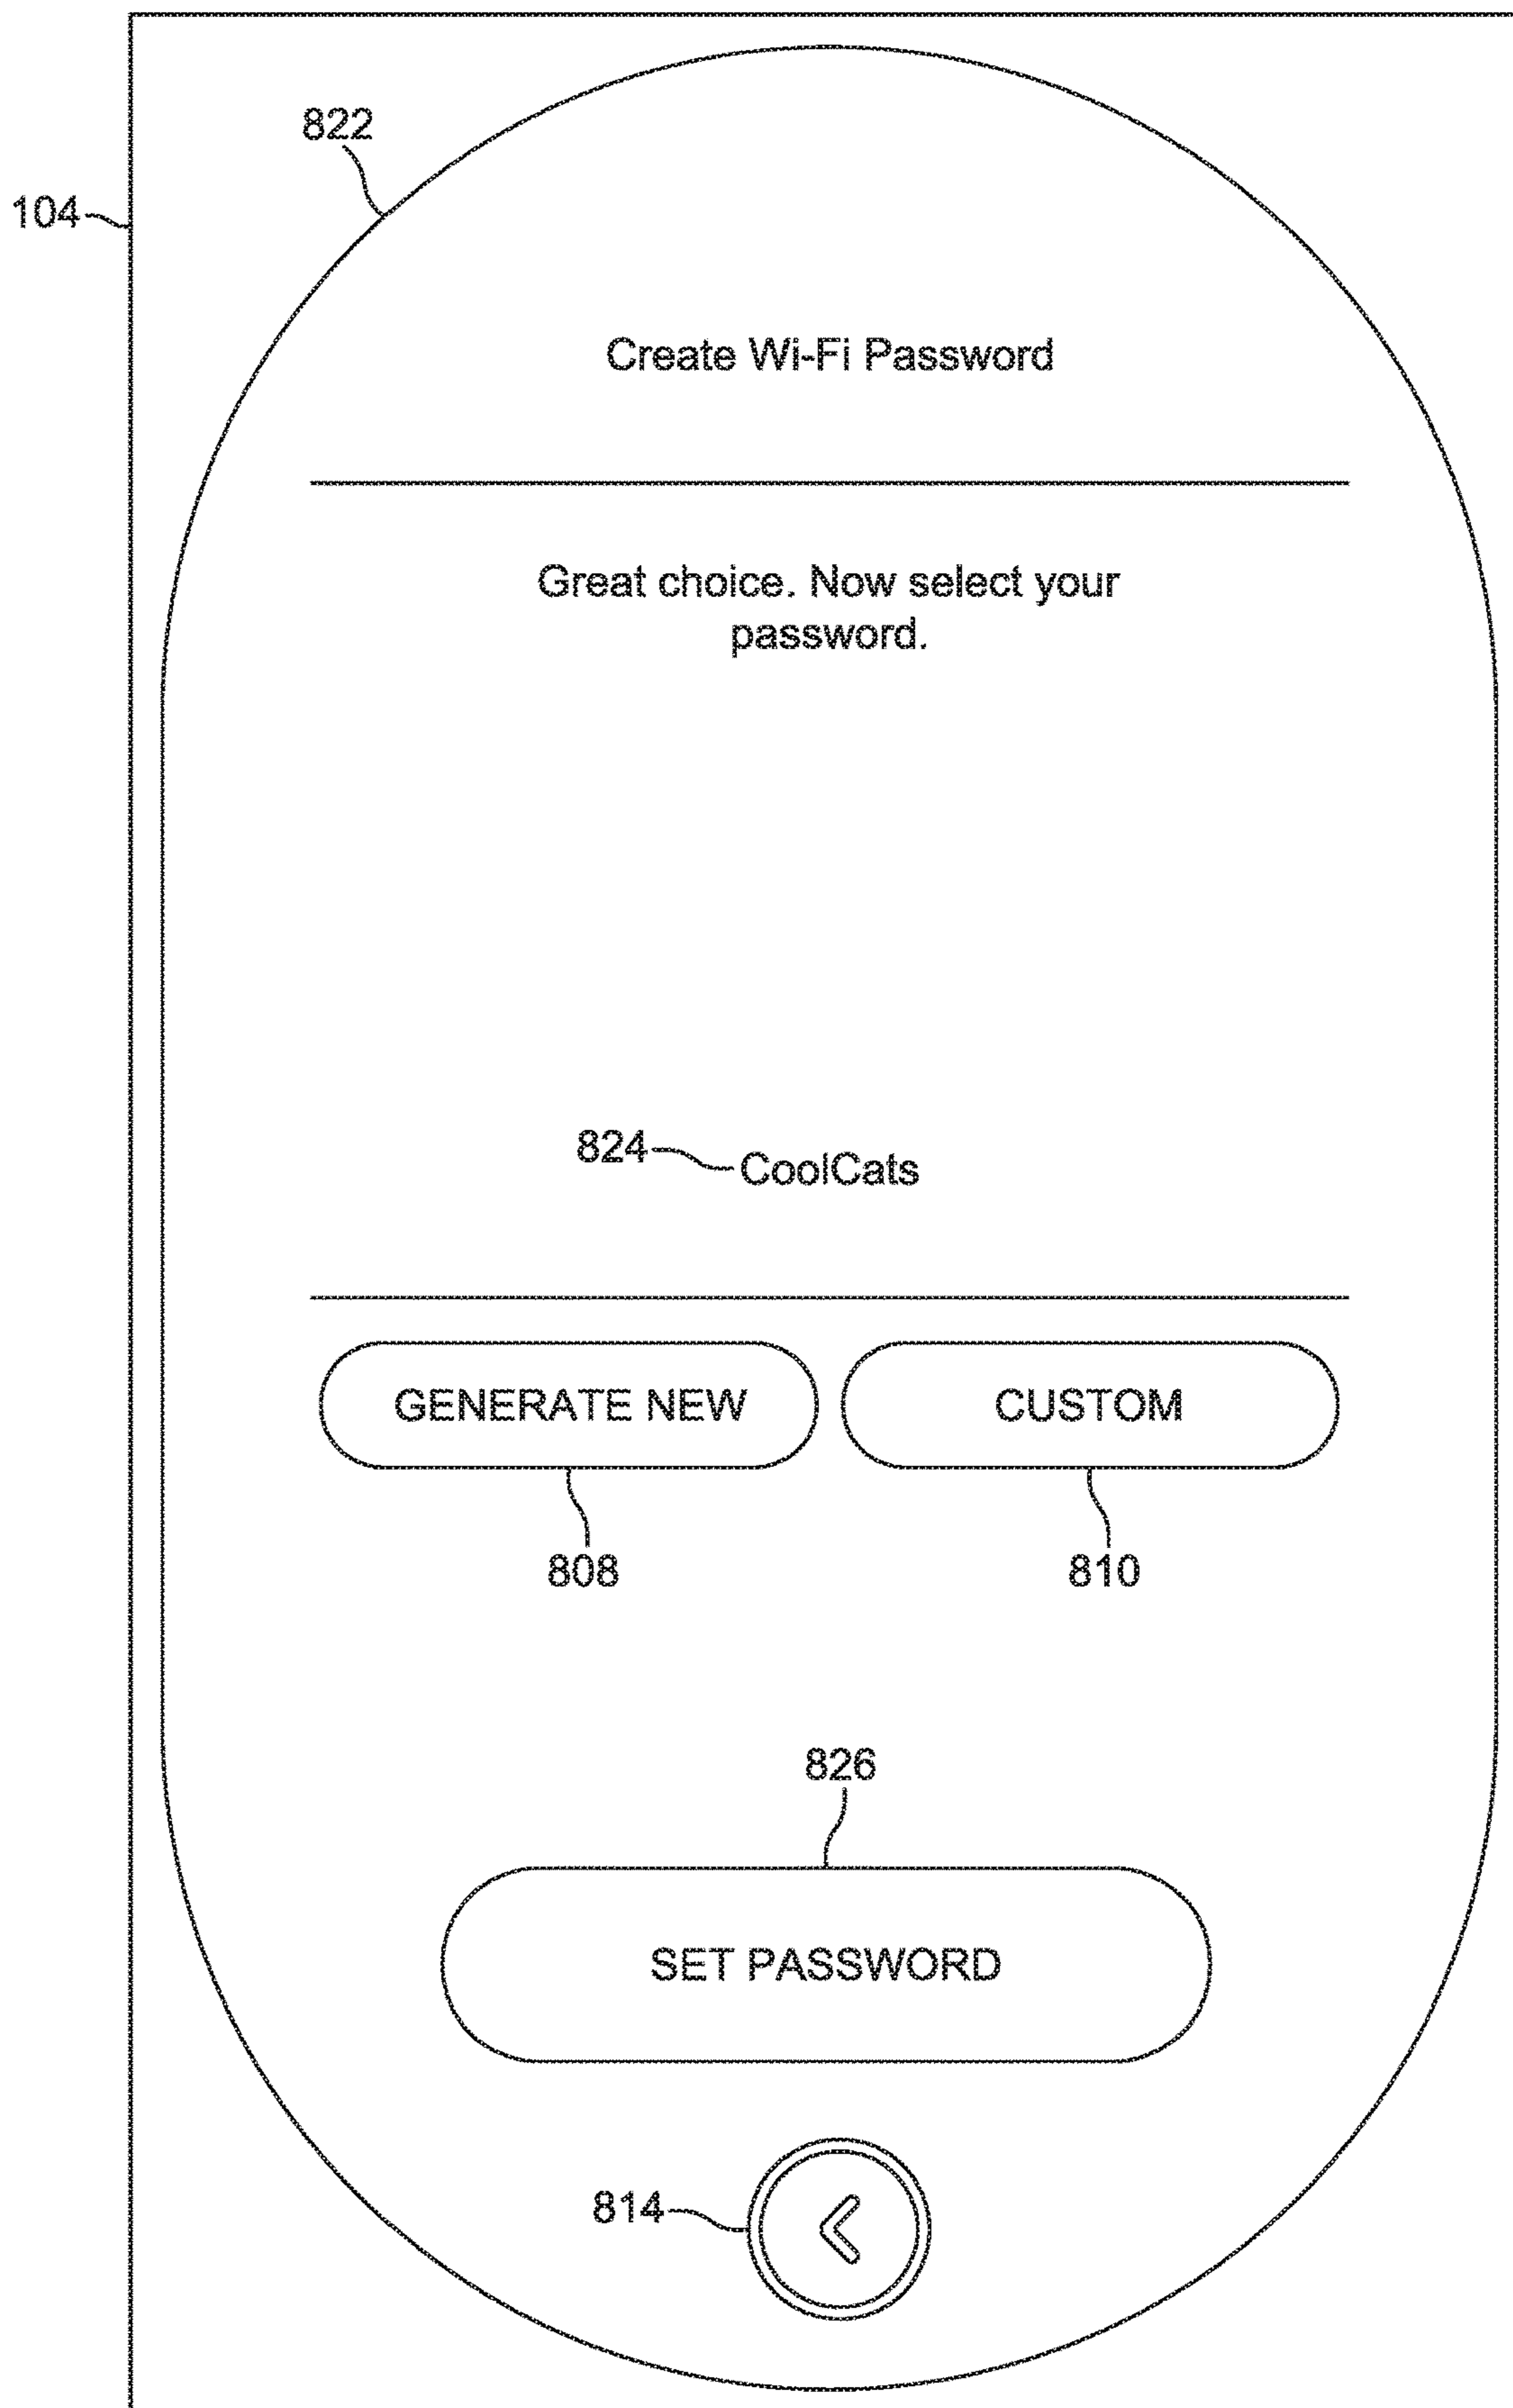 822
104
Create Wi-Fi Password
Great choice. Now select your
password.
824
CoolCats
GENERATE NEW
CUSTOM
808
810
826
SET PASSWORD
814